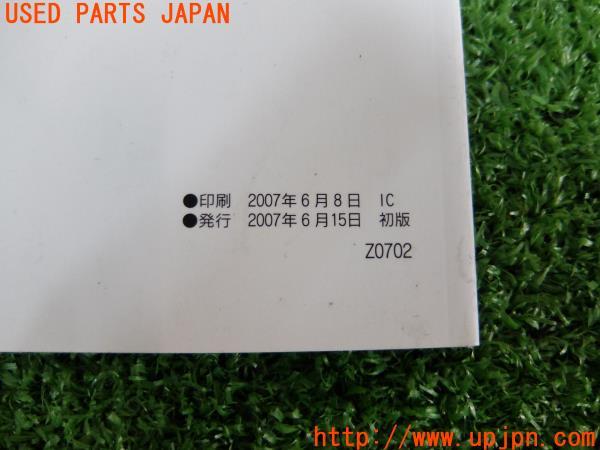 USED PARTS JAPAN
●印刷 2007年6月8日 IC
●発行 2007年6月15日 初版
Z0702
http://www.upjpn.com/